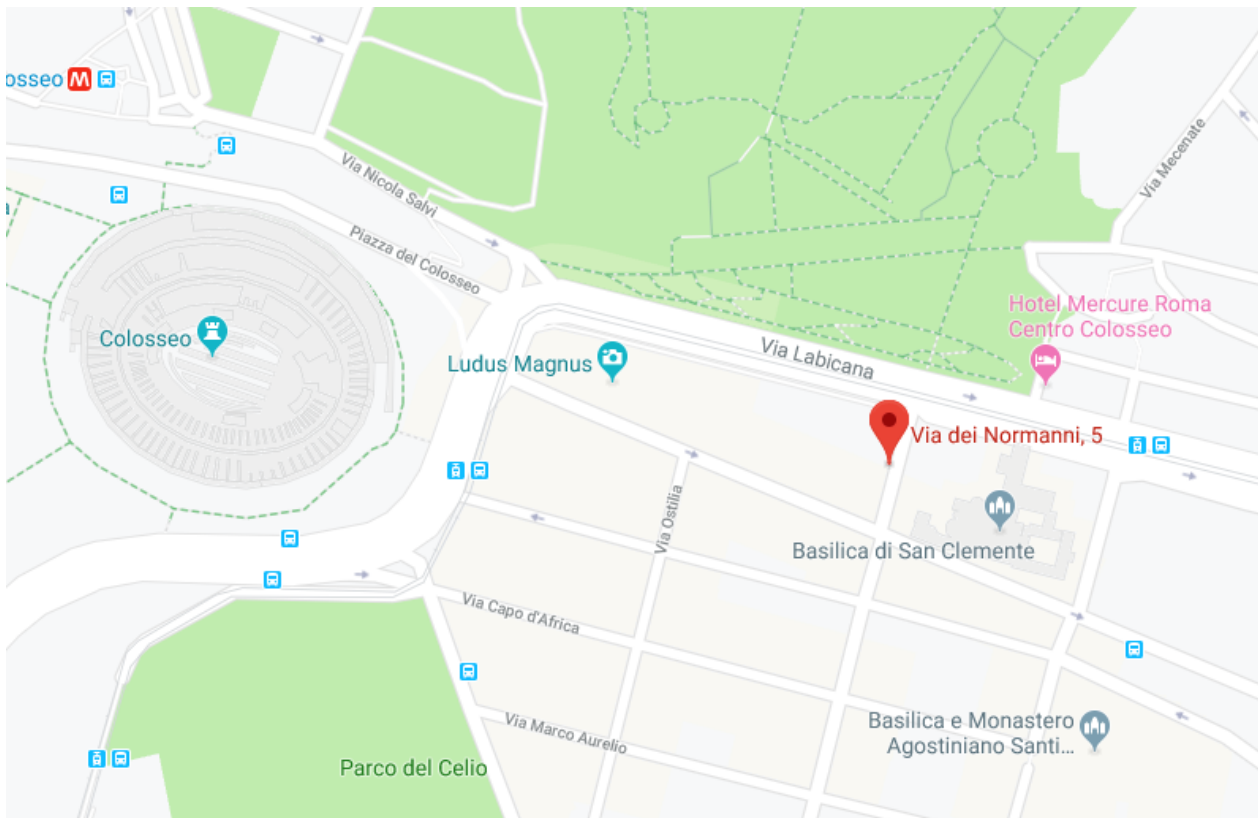 osseo M
Via Mecenate
Via Nicola Salvi
a
Piazza del Colosseo
Hotel Mercure Roma
Centro Colosseo
Colosseo
Ludus Magnus
Via Labicana
Via dei Normanni, 5
Via Ostilia
Basilica di San Clemente
Via Capo d'Africa
Via Marco Aurelio
Basilica e Monastero
Agostiniano Santi...
Parco del Celio